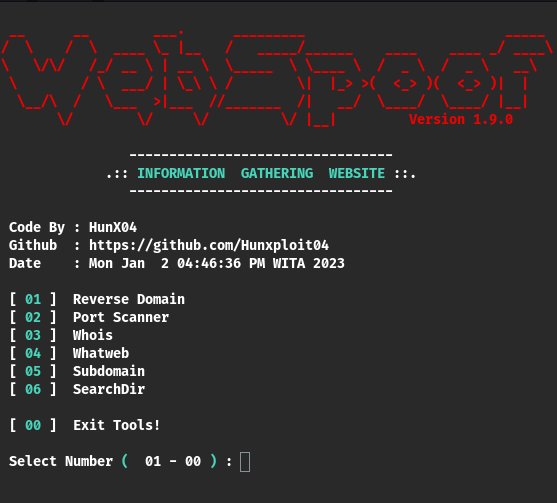 WebSpoof
Version 1.9.0
---------------------------------
.:: INFORMATION  GATHERING  WEBSITE ::.
---------------------------------
Code By : HunX04
Github  : https://github.com/Hunxploit04
Date    : Mon Jan  2 04:46:36 PM WITA 2023
[ 01 ]  Reverse Domain
[ 02 ]  Port Scanner
[ 03 ]  Whois
[ 04 ]  Whatweb
[ 05 ]  Subdomain
[ 06 ]  SearchDir
[ 00 ]  Exit Tools!
Select Number (  01 - 00 ) :